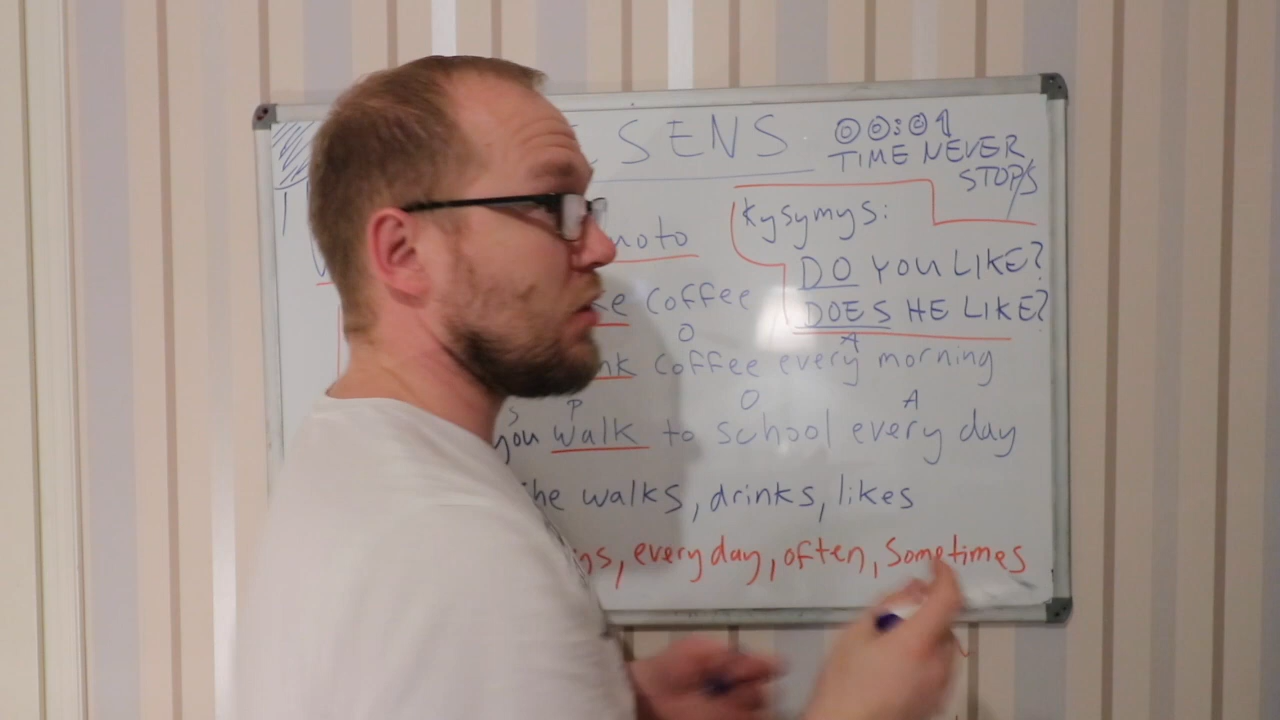 SENS
00:01
TIME NEVER
STOPS
Kysymys:
DO YOU LIKE?
DOES HE LIKE?
coffee
O
A
coffee every morning
S P O A
you walk to school every day
he walks, drinks, likes
every day, often, Sometimes